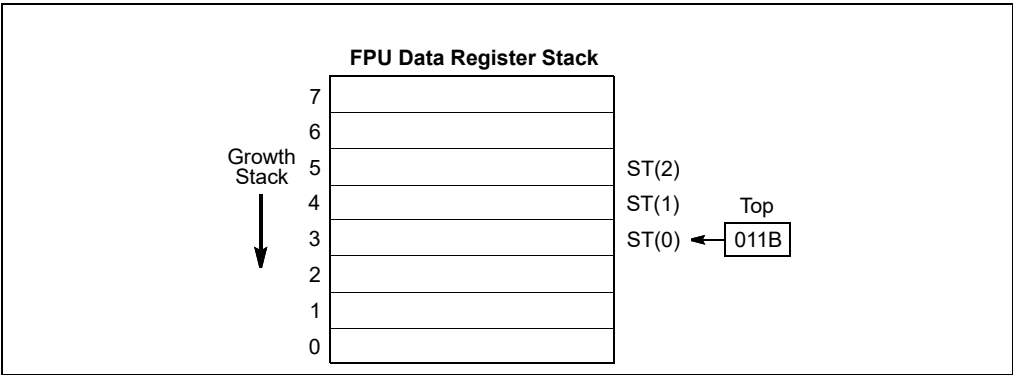 FPU Data Register Stack
7
6
Growth
Stack
5
ST(2)
4
ST(1)
Top
3
ST(0)
011B
2
1
0